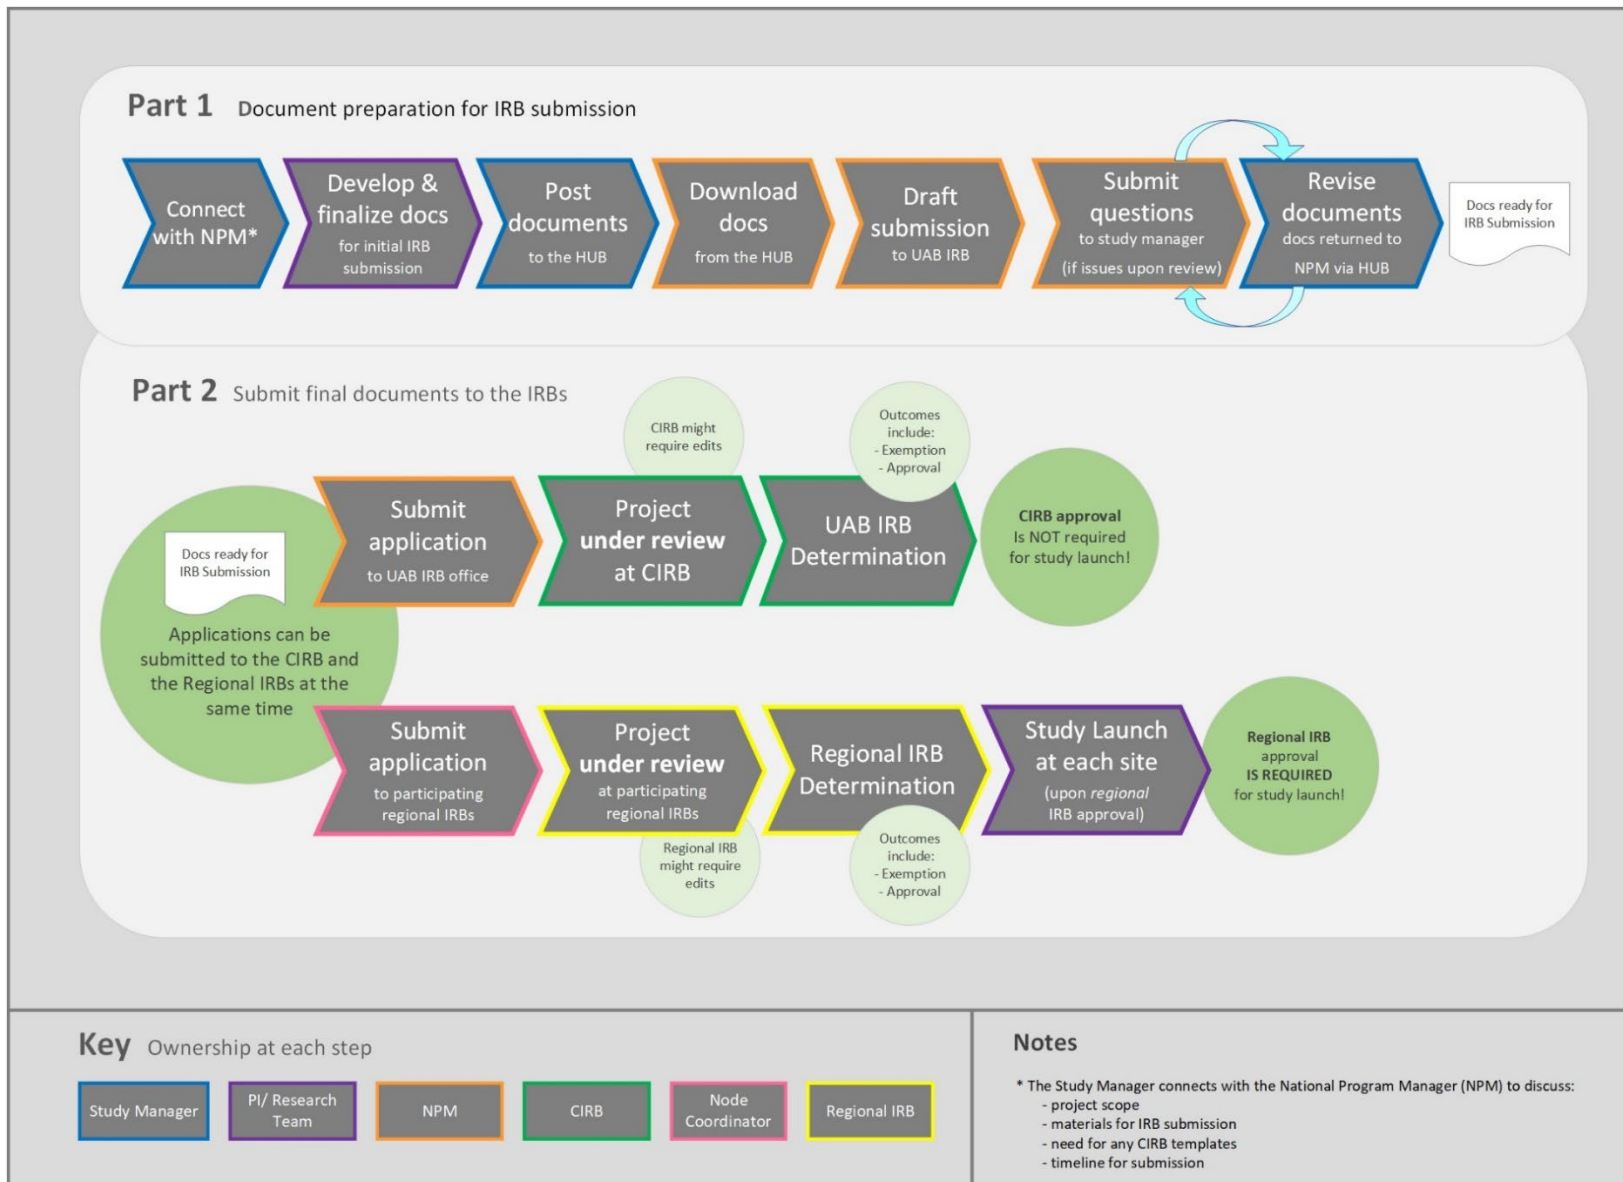 Part 1 Document preparation for IRB submission
Connect
with NPM*
Develop &
finalize docs
for initial IRB
submission
Post
documents
to the HUB
Download
docs
from the HUB
Draft
submission
to UAB IRB
Submit
questions
to study manager
(if issues upon review)
Revise
documents
docs returned to
NPM via HUB
Docs ready for
IRB Submission
Part 2 Submit final documents to the IRBs
Docs ready for
IRB Submission
Applications can be
submitted to the CIRB and
the Regional IRBs at the
same time
Submit
application
to UAB IRB office
CIRB might
require edits
Project
under review
at CIRB
Outcomes
include:
- Exemption
- Approval
UAB IRB
Determination
CIRB approval
Is NOT required
for study launch!
Submit
application
to participating
regional IRBs
Project
under review
at participating
regional IRBs
Regional IRB
might require
edits
Regional IRB
Determination
Outcomes
include:
- Exemption
- Approval
Study Launch
at each site
(upon regional
IRB approval)
Regional IRB
approval
IS REQUIRED
for study launch!
Key Ownership at each step
Study Manager
PI/ Research
Team
NPM
CIRB
Node
Coordinator
Regional IRB
Notes
* The Study Manager connects with the National Program Manager (NPM) to discuss:
- project scope
- materials for IRB submission
- need for any CIRB templates
- timeline for submission